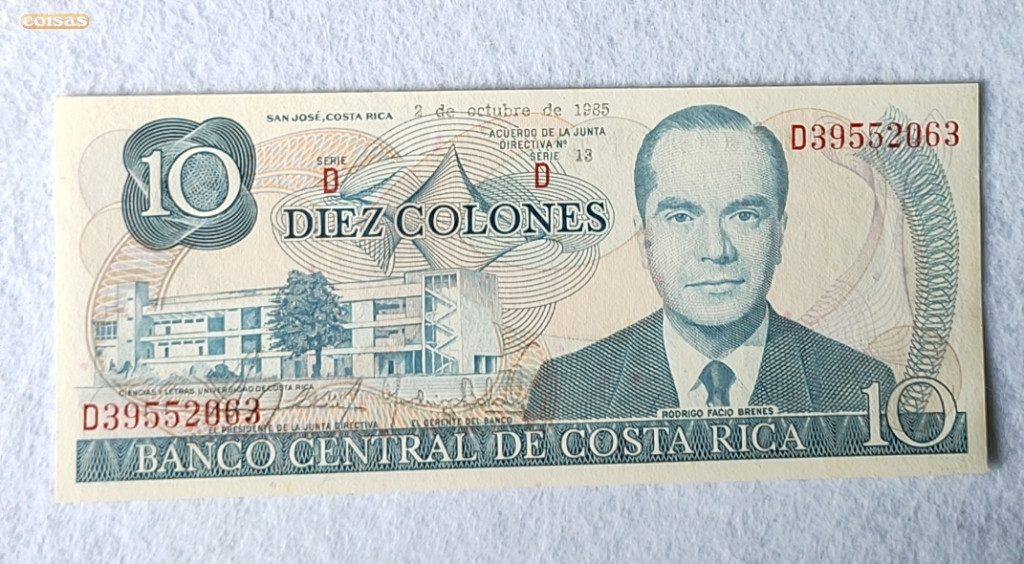 coisas
SAN JOSÉ, COSTA RICA 2 de octubre de 1985
ACUERDO DE LA JUNTA
DIRECTIVA Nº
SERIE 13
D
SERIE
D
10
D39552063
DIEZ COLONES
CIENCIAS Y LETRAS UNIVERSIDAD DE COSTA RICA
D39552063
EL PRESIDENTE DE LA JUNTA DIRECTIVA
EL GERENTE DEL BANCO
RODRIGO FACIO BRENES
10
BANCO CENTRAL DE COSTA RICA